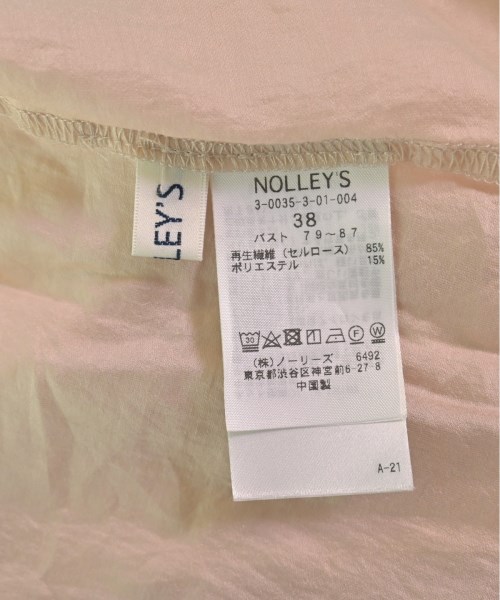 LEY'S
NOLLEY'S
3-0035-3-01-004
38
バスト 79～87
再生繊維（セルロース） 85%
ポリエステル 15%
30
F W
（株）ノーリーズ 6492
東京都渋谷区神宮前6-27-8
中国製
A-21